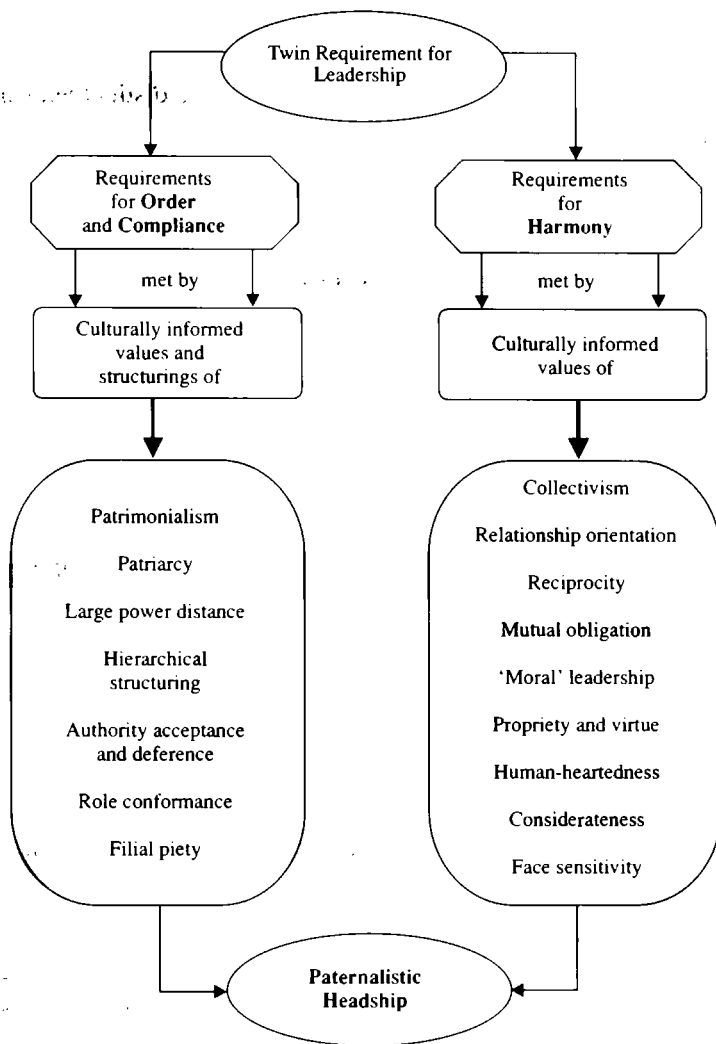 Twin Requirement for
Leadership
Requirements
for Order
and Compliance
met by
Culturally informed
values and
structurings of
Patrimonialism
Patriarcy
Large power distance
Hierarchical
structuring
Authority acceptance
and deference
Role conformance
Filial piety
Requirements
for
Harmony
met by
Culturally informed
values of
Collectivism
Relationship orientation
Reciprocity
Mutual obligation
‘Moral’ leadership
Propriety and virtue
Human-heartedness
Considerateness
Face sensitivity
Paternalistic
Headship